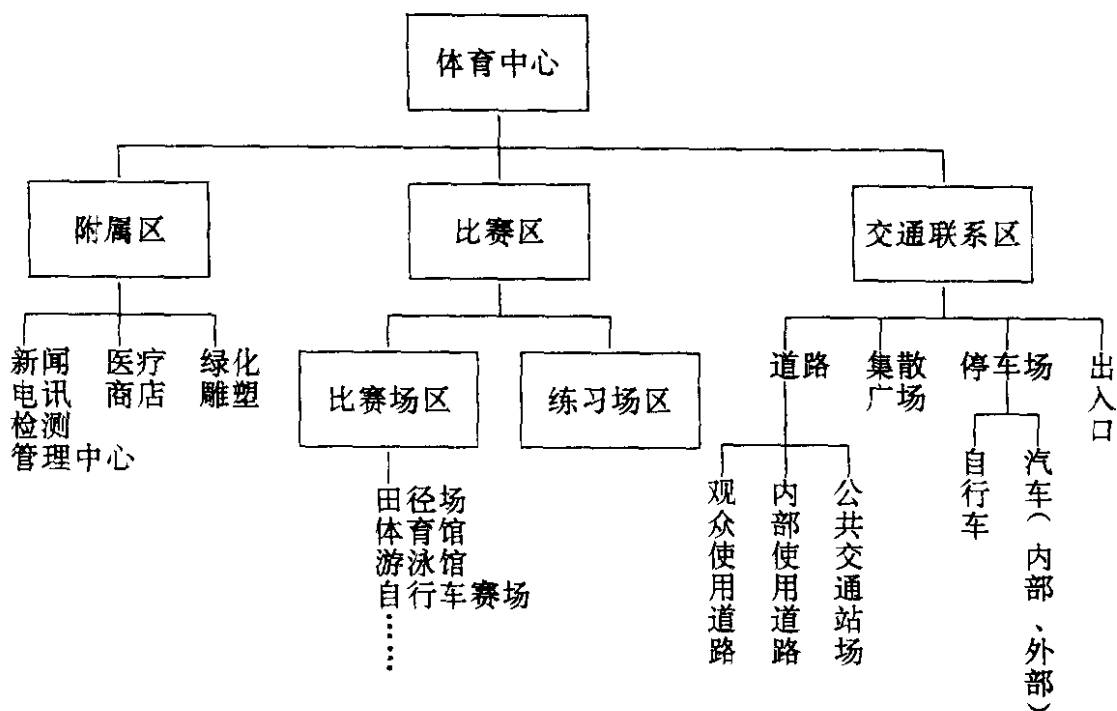 体育中心
附属区
比赛区
交通联系区
新闻
电讯
检测
管理中心
医疗
商店
绿化
雕塑
比赛场区
练习场区
道路
集散
广场
停车场
出入口
田径场
体育馆
游泳馆
自行车赛场
……
观众使用道路
内部使用道路
公共交通站场
自行车
汽车(内部、外部)